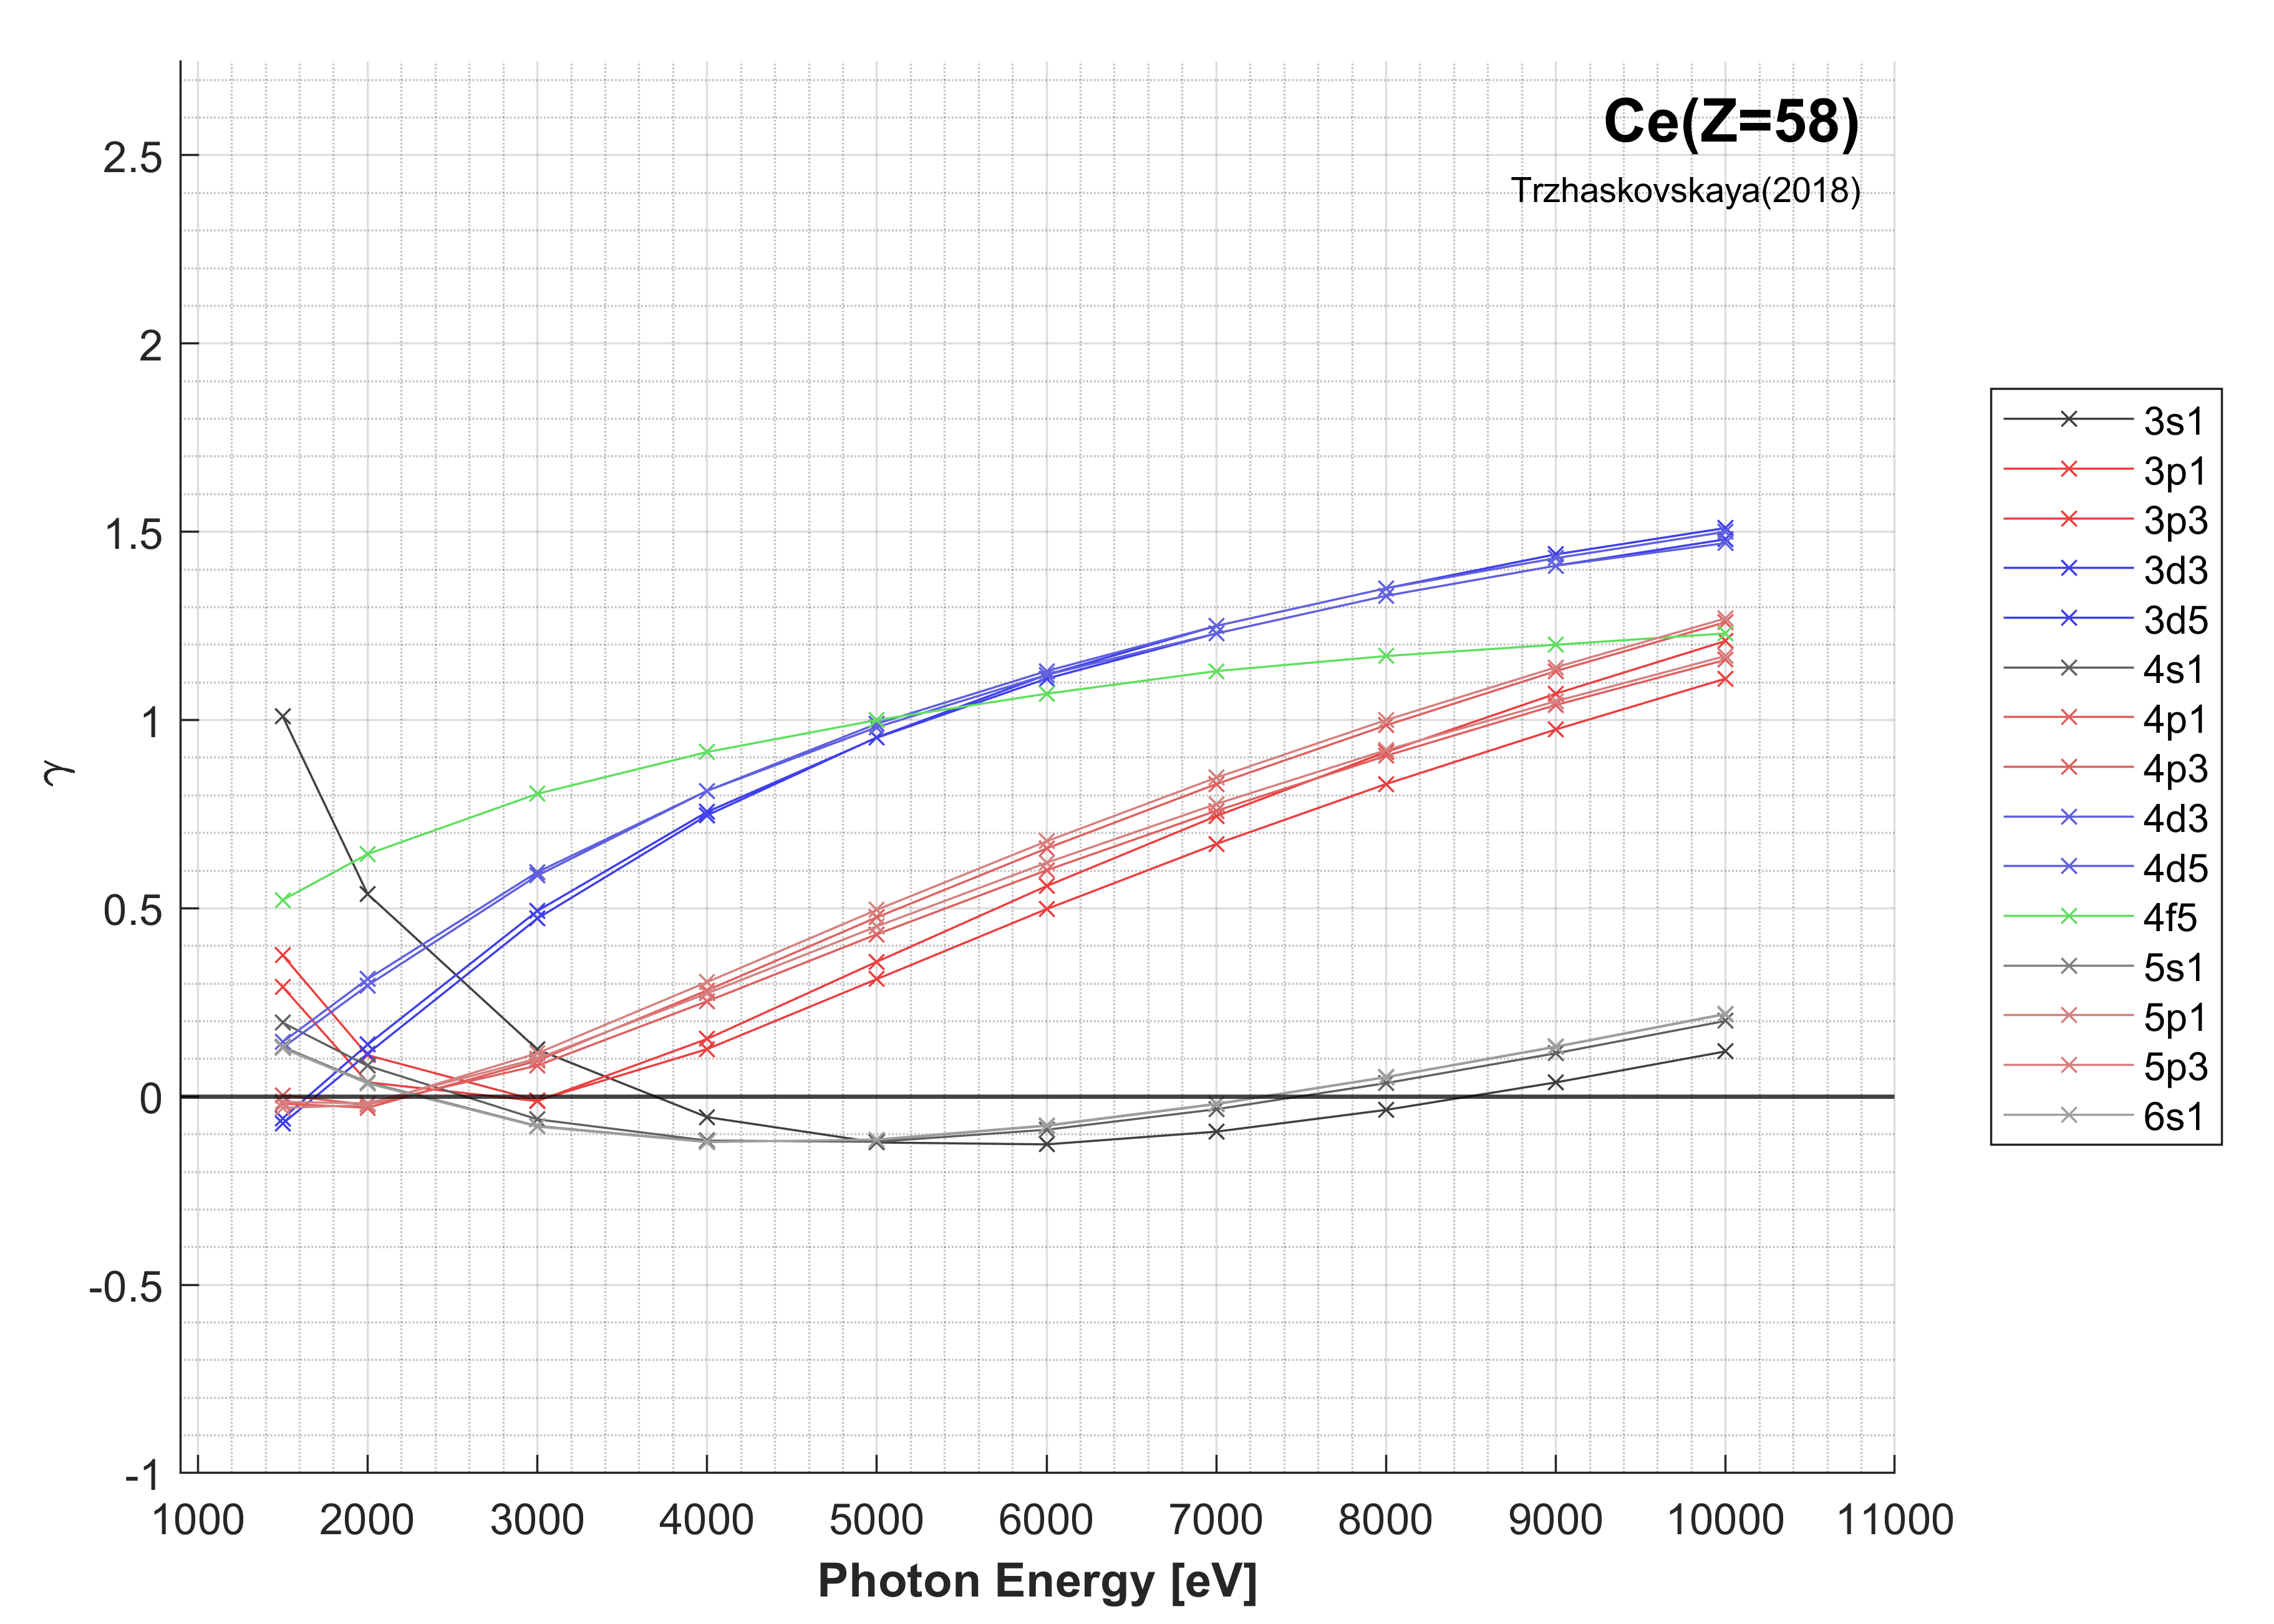 Ce(Z=58)
Trzhaskovskaya(2018)
2.5
2
1.5
1
0.5
0
-0.5
-1
γ
1000 2000 3000 4000 5000 6000 7000 8000 9000 10000 11000
Photon Energy [eV]
3s1
3p1
3p3
3d3
3d5
4s1
4p1
4p3
4d3
4d5
4f5
5s1
5p1
5p3
6s1